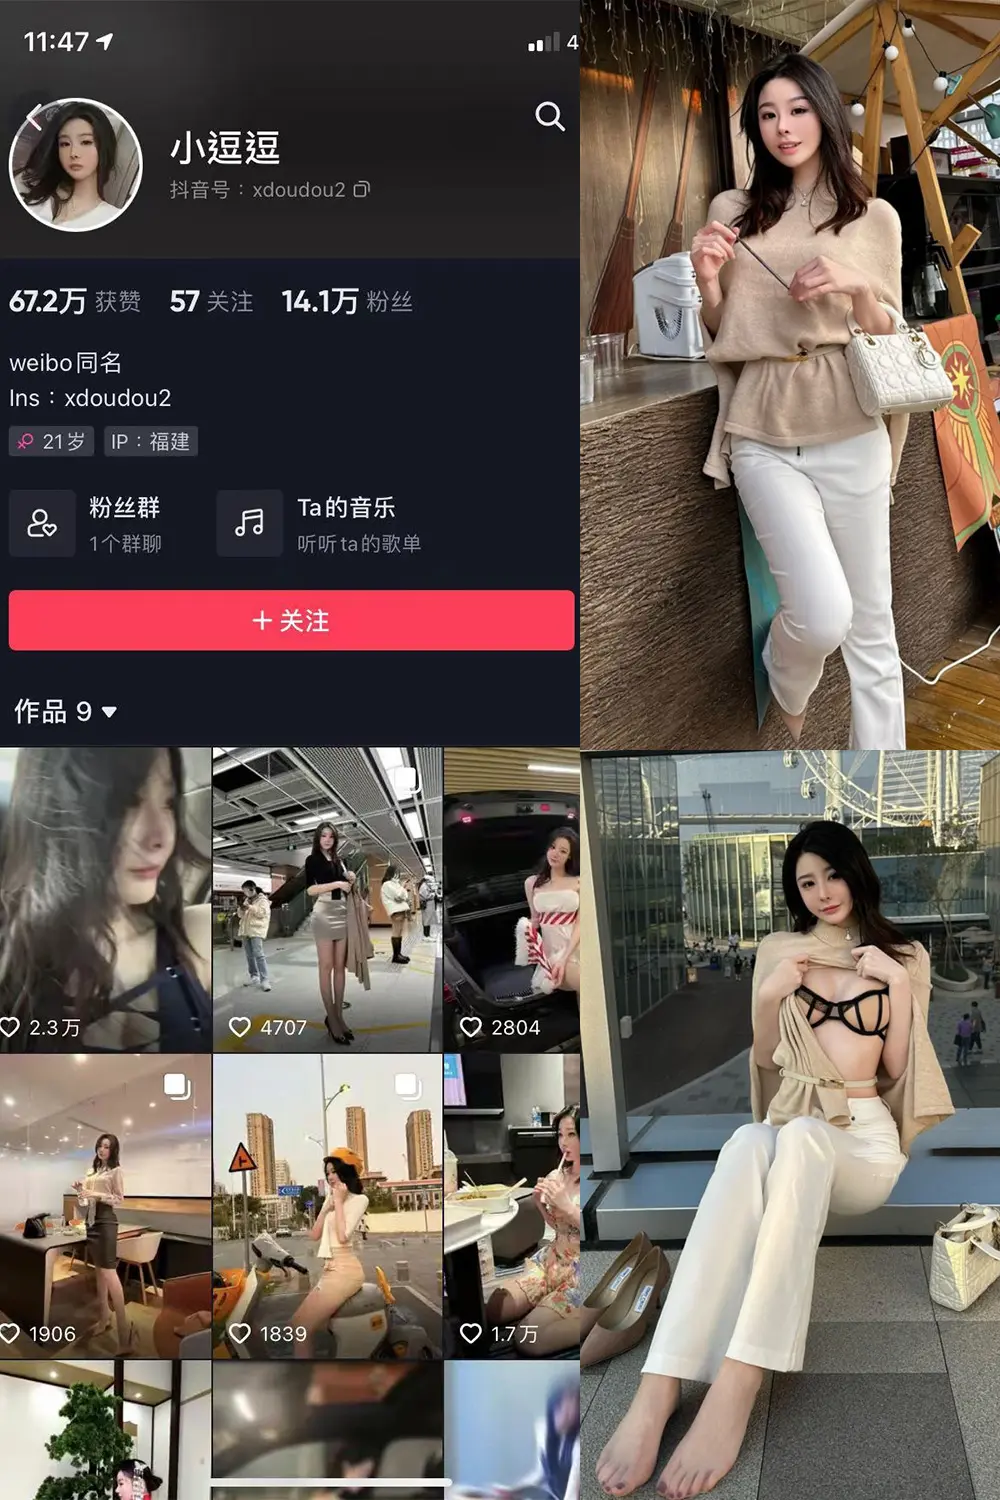 11:47
4
小逗逗
抖音号：xdoudou2
67.2万 获赞 57 关注 14.1万 粉丝
weibo同名
Ins：xdoudou2
21岁 IP：福建
粉丝群
1个群聊
Ta的音乐
听听ta的歌单
＋关注
作品 9
2.3万
4707
2804
1906
1839
1.7万